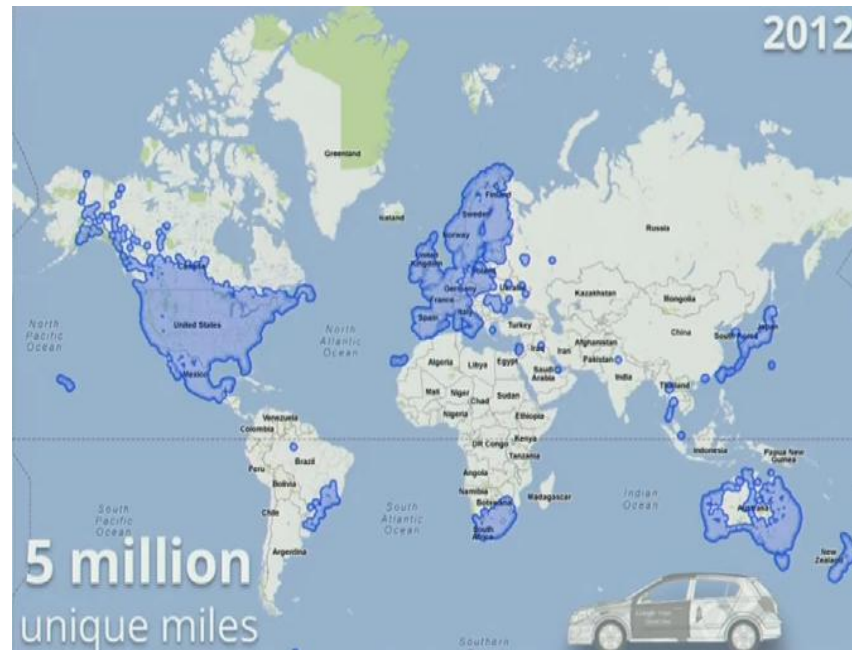 2012
Greenland
Iceland
Finland
Sweden
Norway
Russia
United
Kingdom
Poland
Germany
Ukraine
France
Italy
Spain
Kazakhstan
Mongolia
Canada
United States
North
Pacific
Ocean
North
Atlantic
Ocean
Turkey
China
South Korea
Japan
Afghanistan
Iraq
Iran
Pakistan
Algeria
Libya
Egypt
Saudi
Arabia
India
Thailand
Mexico
Mali
Niger
Chad
Sudan
Nigeria
Ethiopia
Venezuela
Colombia
DR Congo
Kenya
Tanzania
Indonesia
Papua New
Guinea
Peru
Brazil
Bolivia
Angola
Namibia
Botswana
Madagascar
Indian
Ocean
South
Pacific
Ocean
Chile
South
Atlantic
Ocean
South
Africa
Australia
Argentina
New
Zealand
5 million
unique miles
Southern